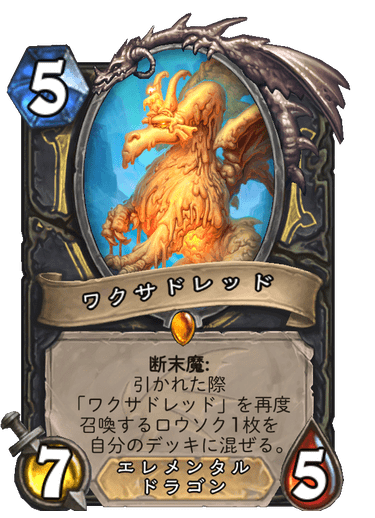 5
ワクサドレッド
断末魔:
引かれた際
「ワクサドレッド」を再度
召喚するロウソク1枚を
自分のデッキに混ぜる。
7
エレメンタル
ドラゴン
5